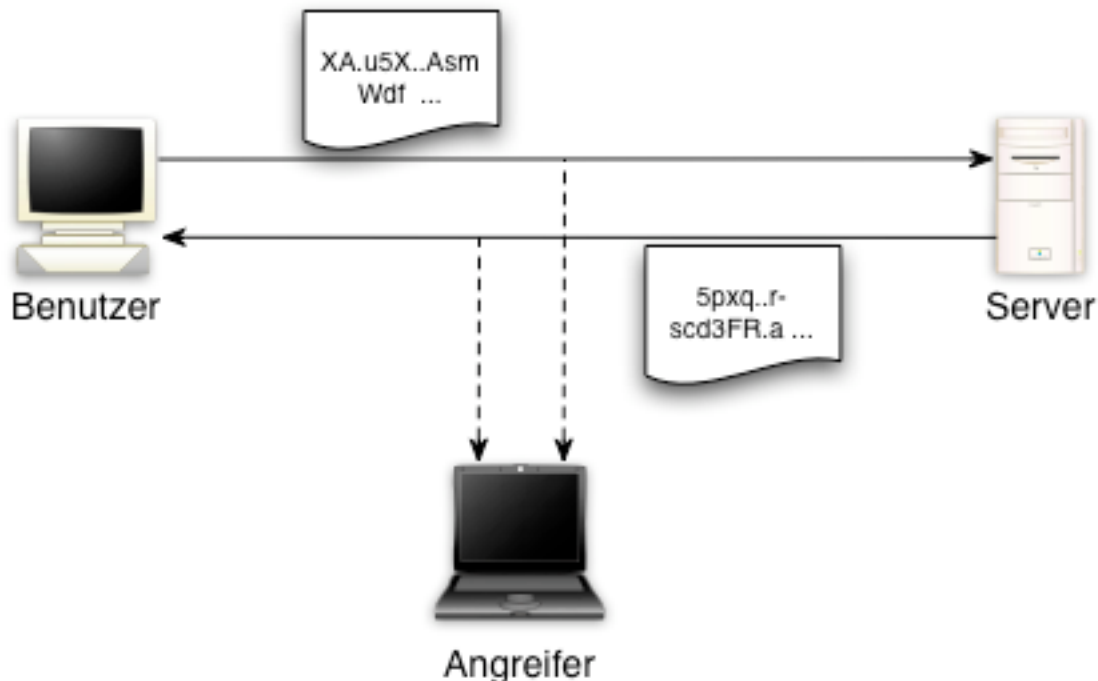 XA.u5X..Asm
Wdf ...
Benutzer
Server
5pxq..r-
scd3FR.a ...
Angreifer